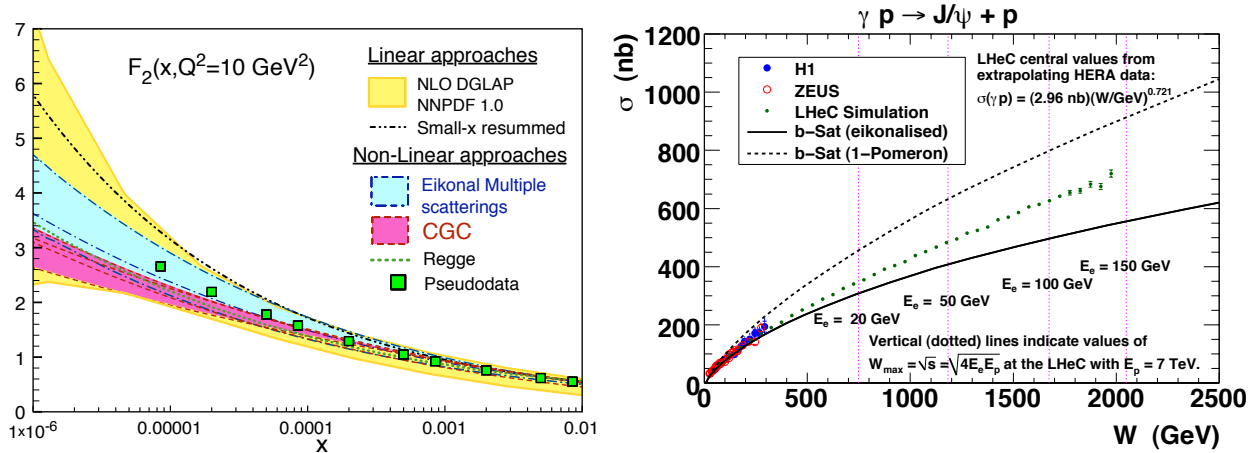 F₂(x,Q²=10 GeV²)
Linear approaches
NLO DGLAP
NNPDF 1.0
Small-x resummed
Non-Linear approaches
Eikonal Multiple
scatterings
CGC
Regge
Pseudodata
7
6
5
4
3
2
1
0
1×10⁻⁶
0.00001
0.0001
0.001
0.01
x
γ p → J/ψ + p
σ (nb)
1200
1000
800
600
400
200
0
H1
ZEUS
LHeC Simulation
b-Sat (eikonalised)
b-Sat (1-Pomeron)
LHeC central values from
extrapolating HERA data:
σ(γp) = (2.96 nb)(W/GeV)^0.721
E_e = 150 GeV
E_e = 100 GeV
E_e = 50 GeV
E_e = 20 GeV
Vertical (dotted) lines indicate values of
W_max = √s = √4E_eE_p at the LHeC with E_p = 7 TeV.
0
500
1000
1500
2000
2500
W (GeV)